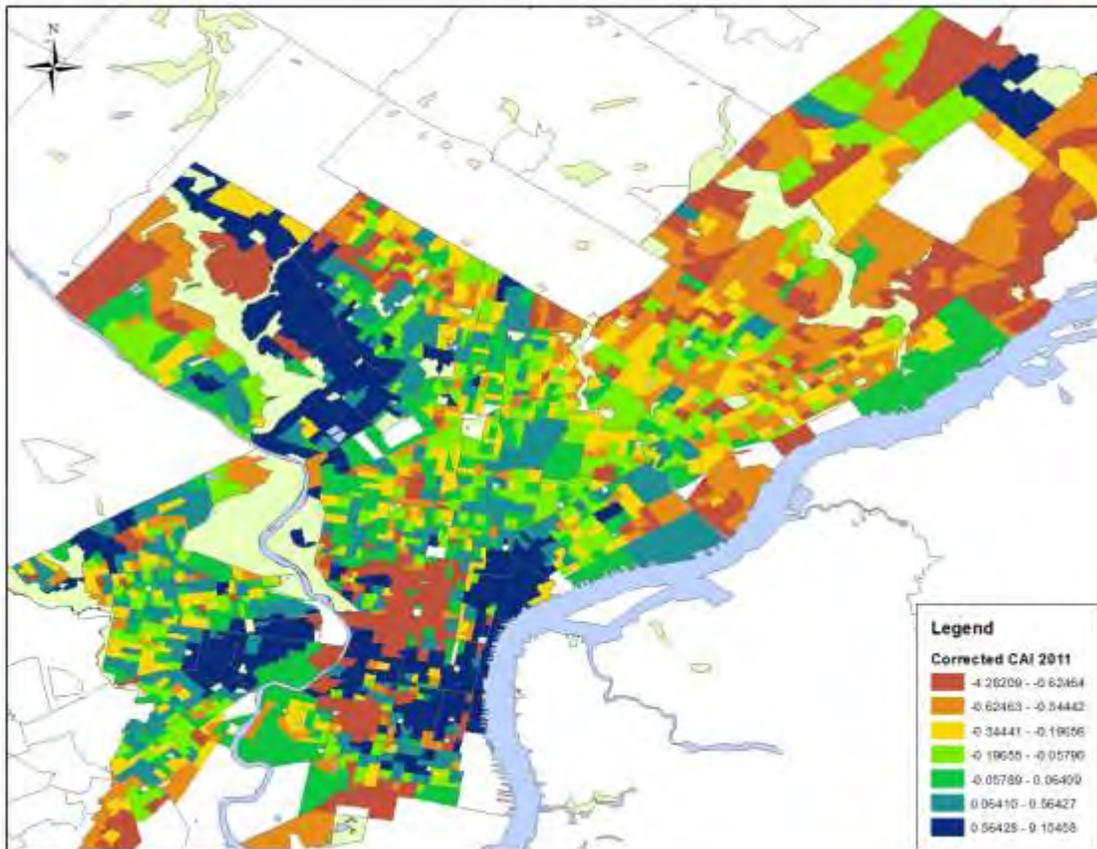 N
Legend
Corrected CAI 2011
-4.28209 - -0.62464
-0.62463 - -0.34442
-0.34441 - -0.19656
-0.19655 - -0.05790
-0.05789 - 0.06409
0.06410 - 0.56427
0.56428 - 9.15458